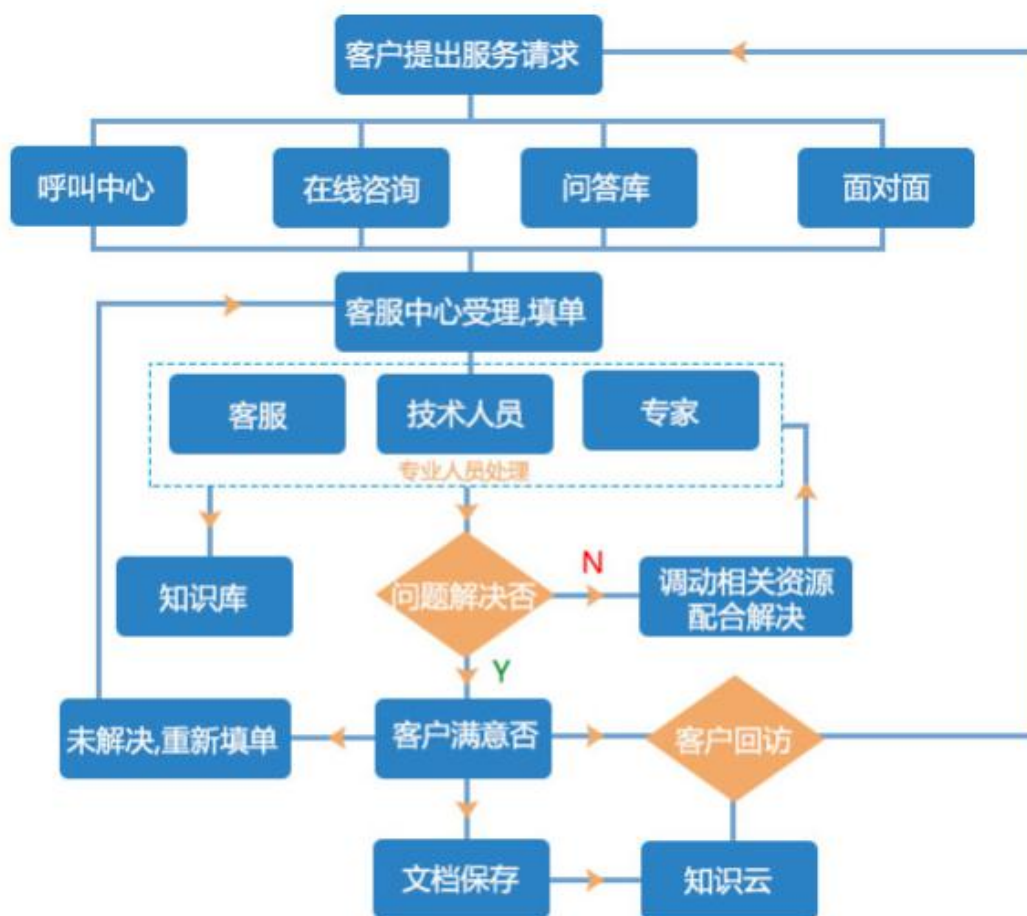 客户提出服务请求
呼叫中心
在线咨询
问答库
面对面
客服中心受理,填单
客服
技术人员
专家
专业人员处理
知识库
问题解决否
N
调动相关资源
配合解决
Y
未解决,重新填单
客户满意否
客户回访
文档保存
知识云